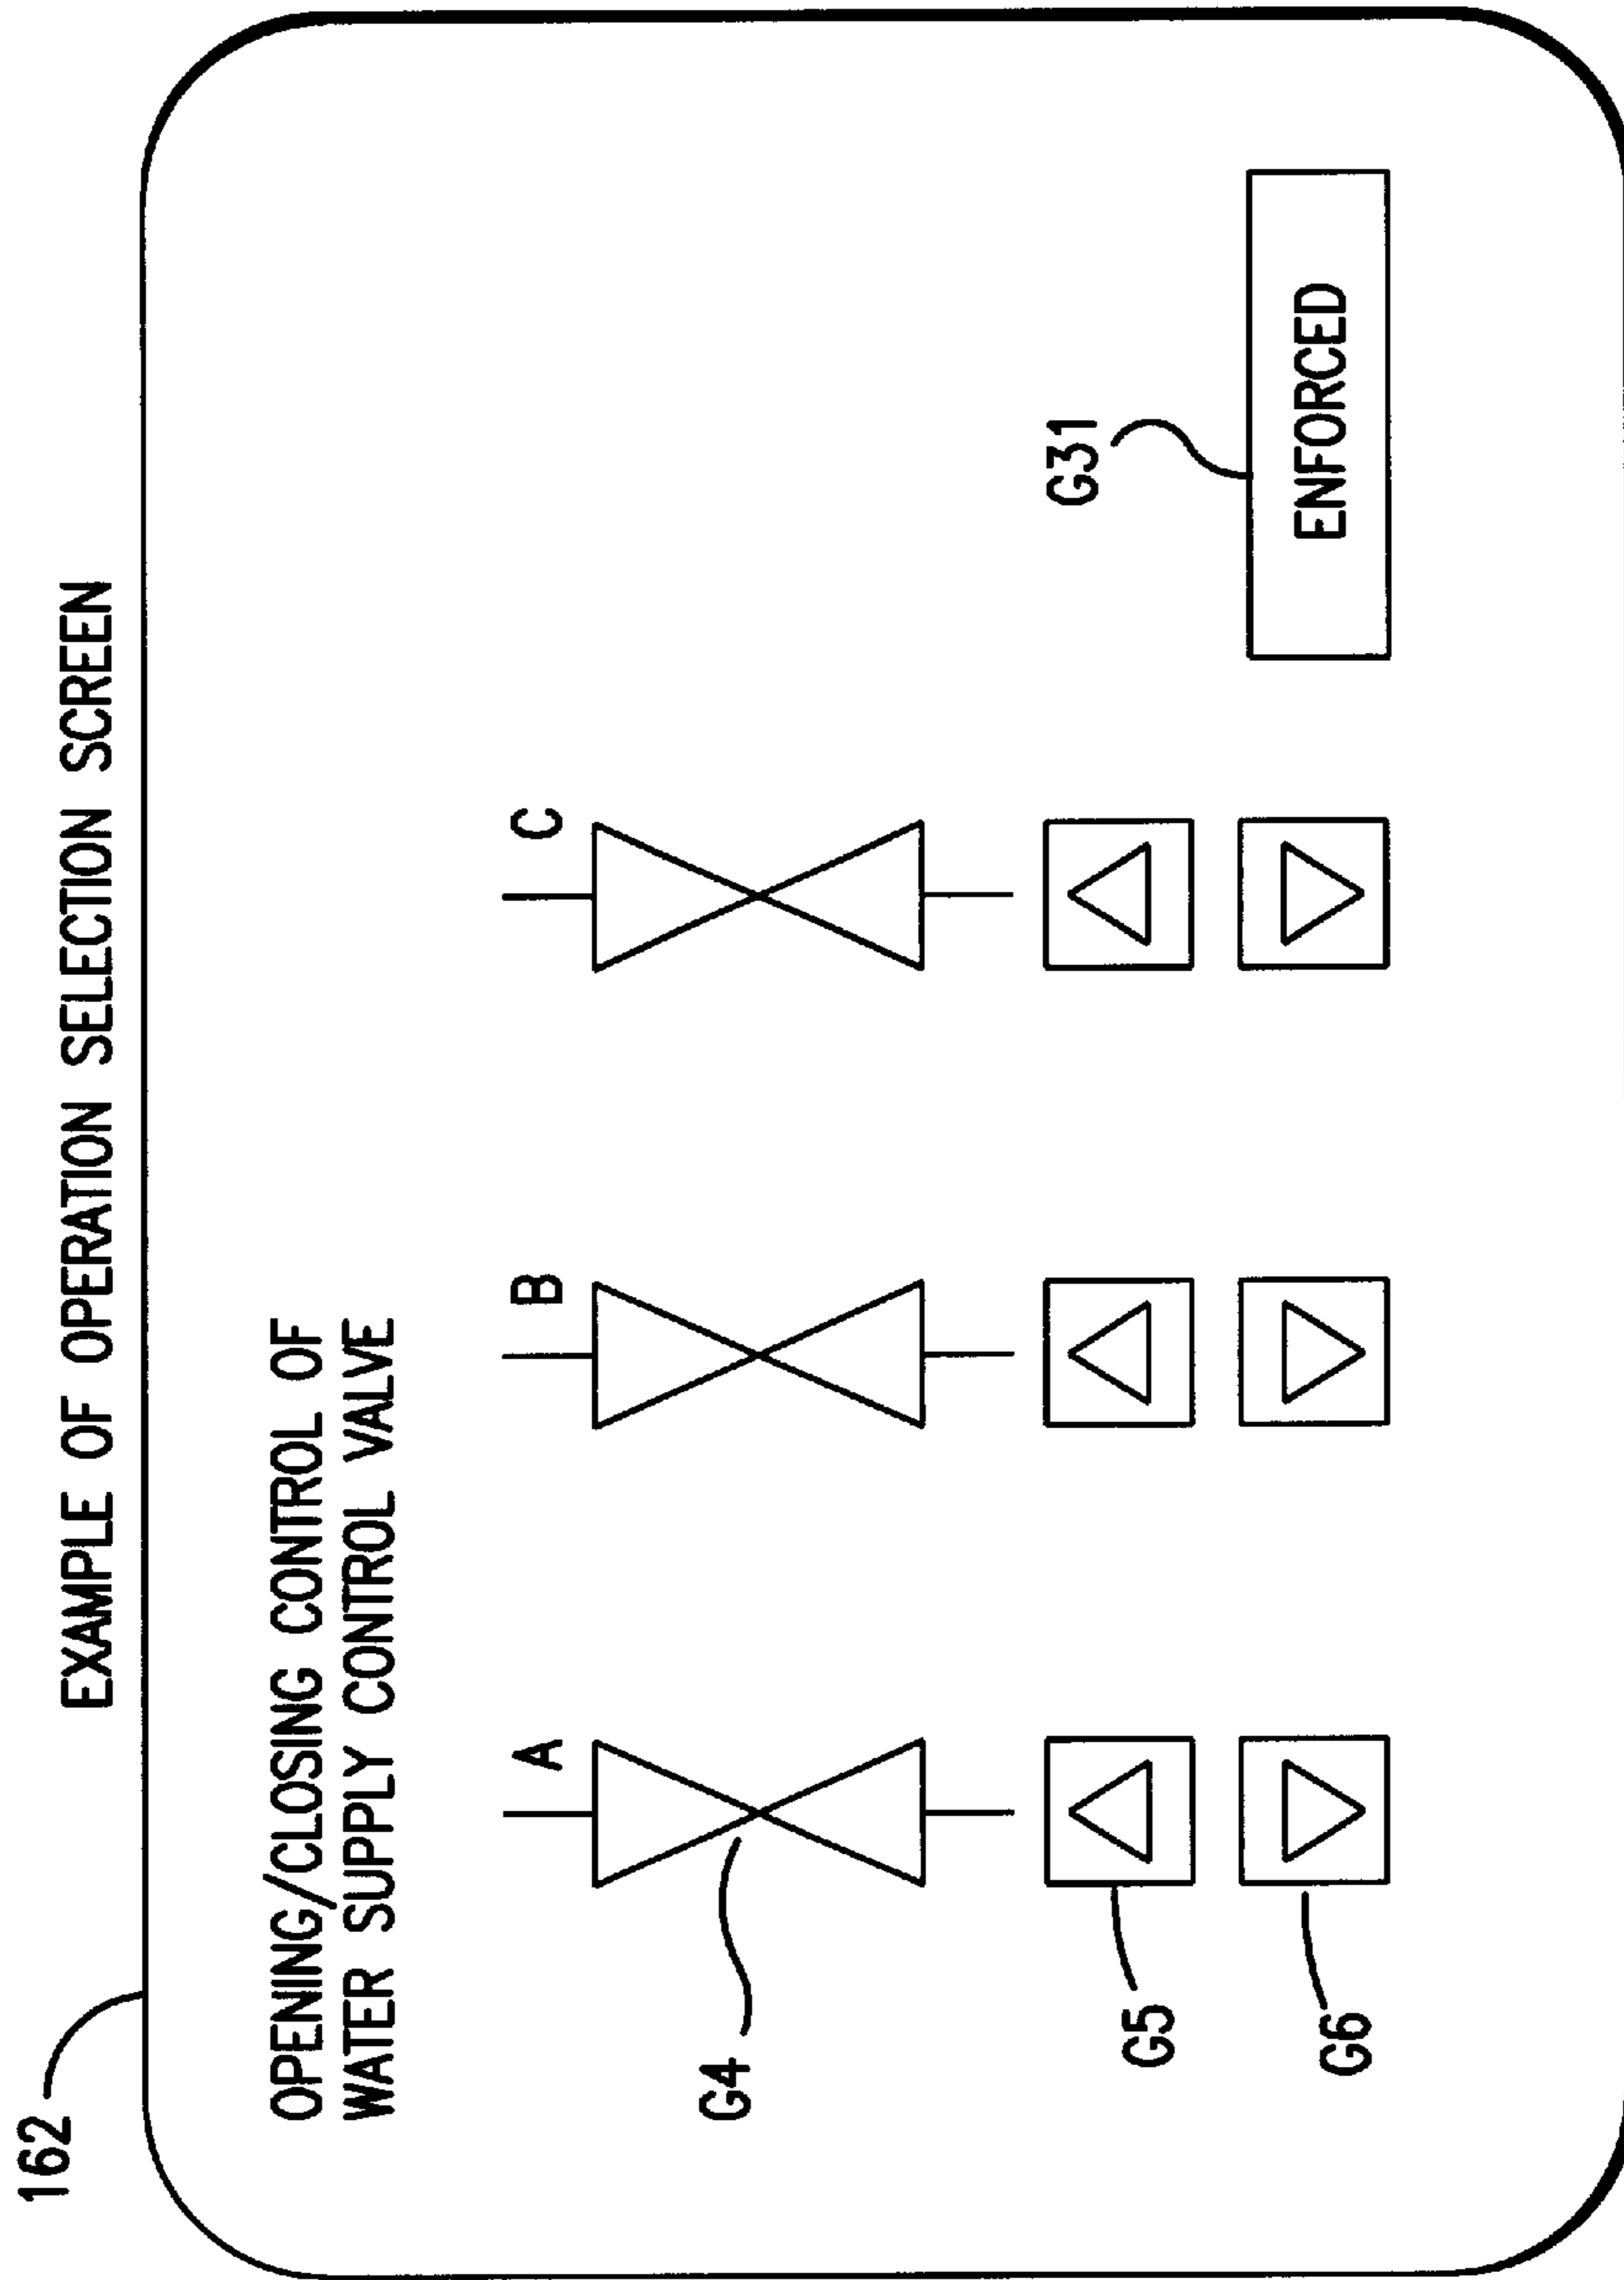 EXAMPLE OF OPERATION SELECTION SCREEN
162
OPENING/CLOSING CONTROL OF
WATER SUPPLY CONTROL VALVE
A
B
C
G4
G5
G31
G6
ENFORCED